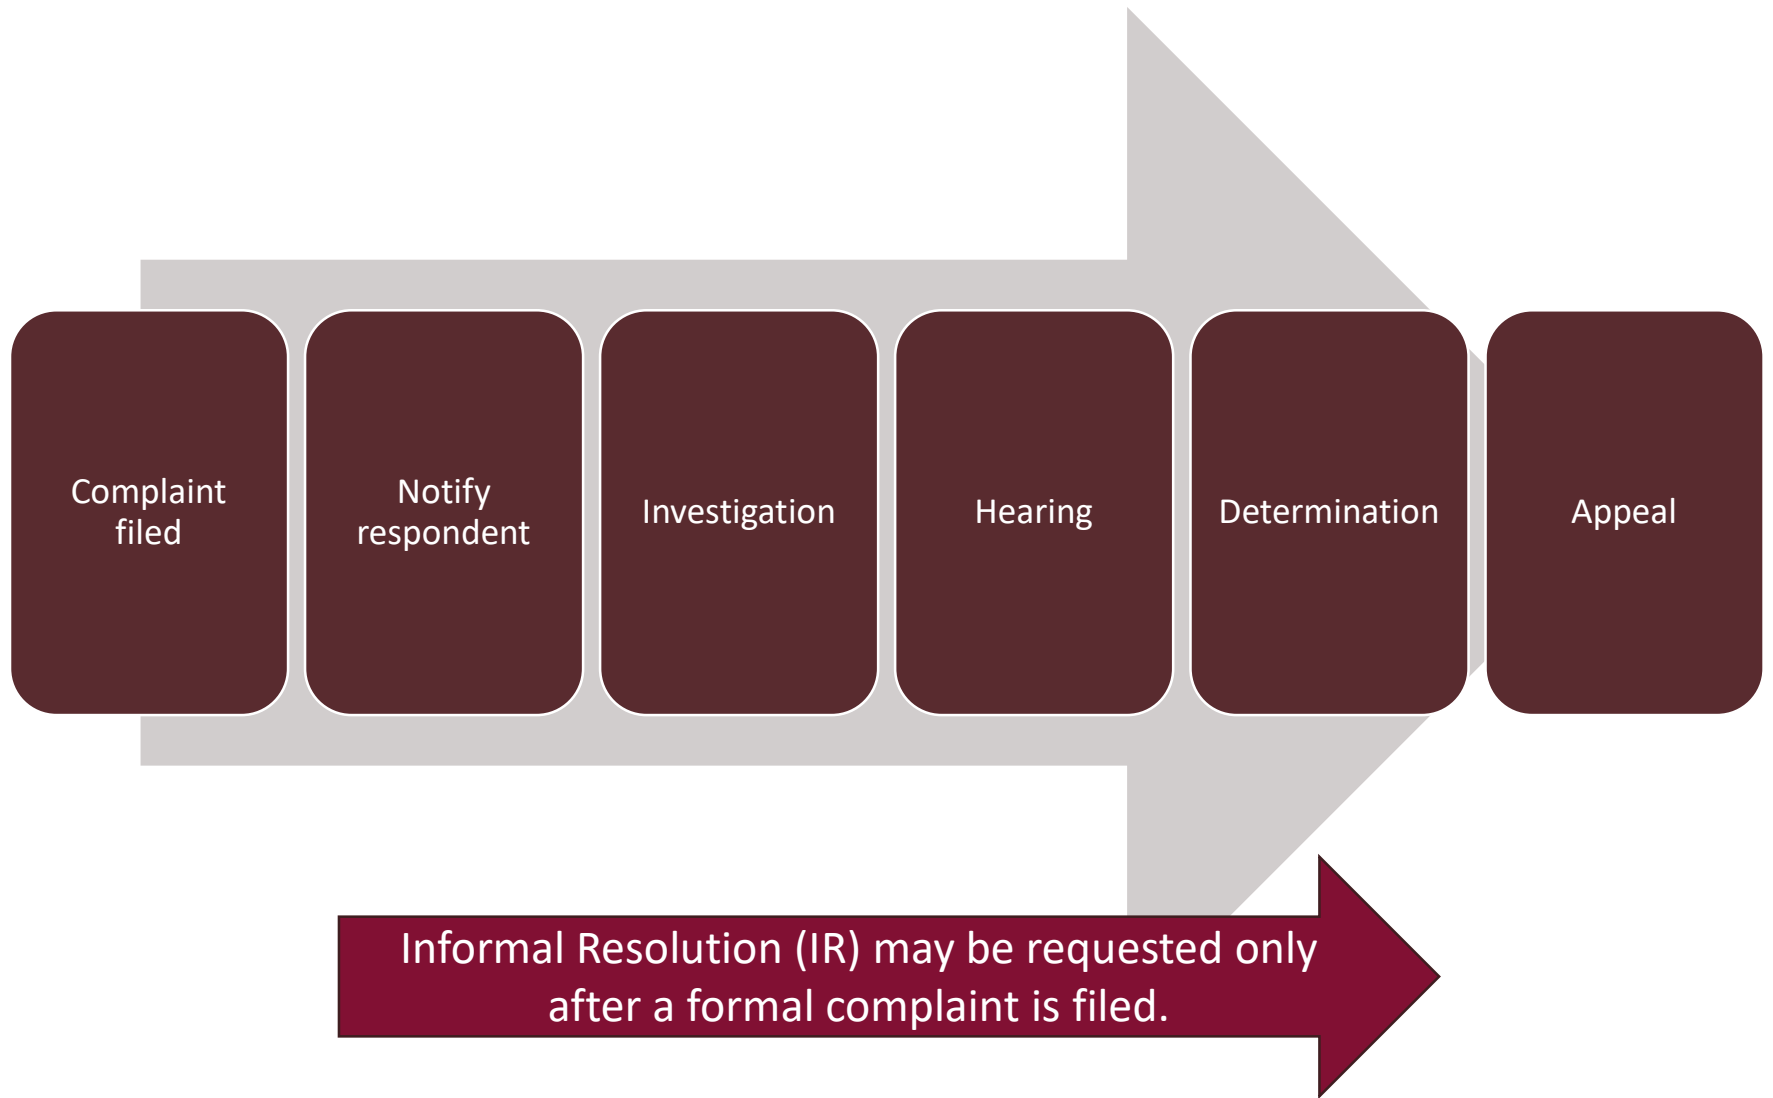 Complaint
filed
Notify
respondent
Investigation
Hearing
Determination
Appeal
Informal Resolution (IR) may be requested only
after a formal complaint is filed.